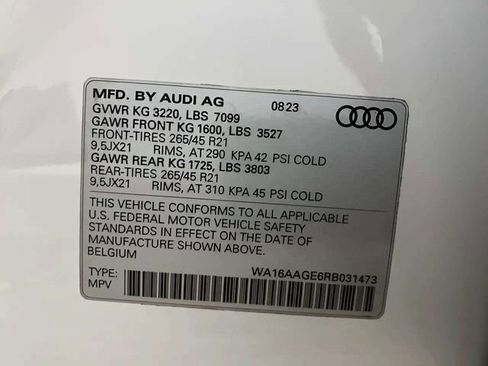 MFD. BY AUDI AG 0823
GVWR KG 3220, LBS 7099
GAWR FRONT KG 1600, LBS 3527
FRONT-TIRES 265/45 R21
9,5JX21 RIMS, AT 290 KPA 42 PSI COLD
GAWR REAR KG 1725, LBS 3803
REAR-TIRES 265/45 R21
9,5JX21 RIMS, AT 310 KPA 45 PSI COLD
THIS VEHICLE CONFORMS TO ALL APPLICABLE
U.S. FEDERAL MOTOR VEHICLE SAFETY
STANDARDS IN EFFECT ON THE DATE OF
MANUFACTURE SHOWN ABOVE.
BELGIUM
TYPE: WA16AAGE6RB031473
MPV